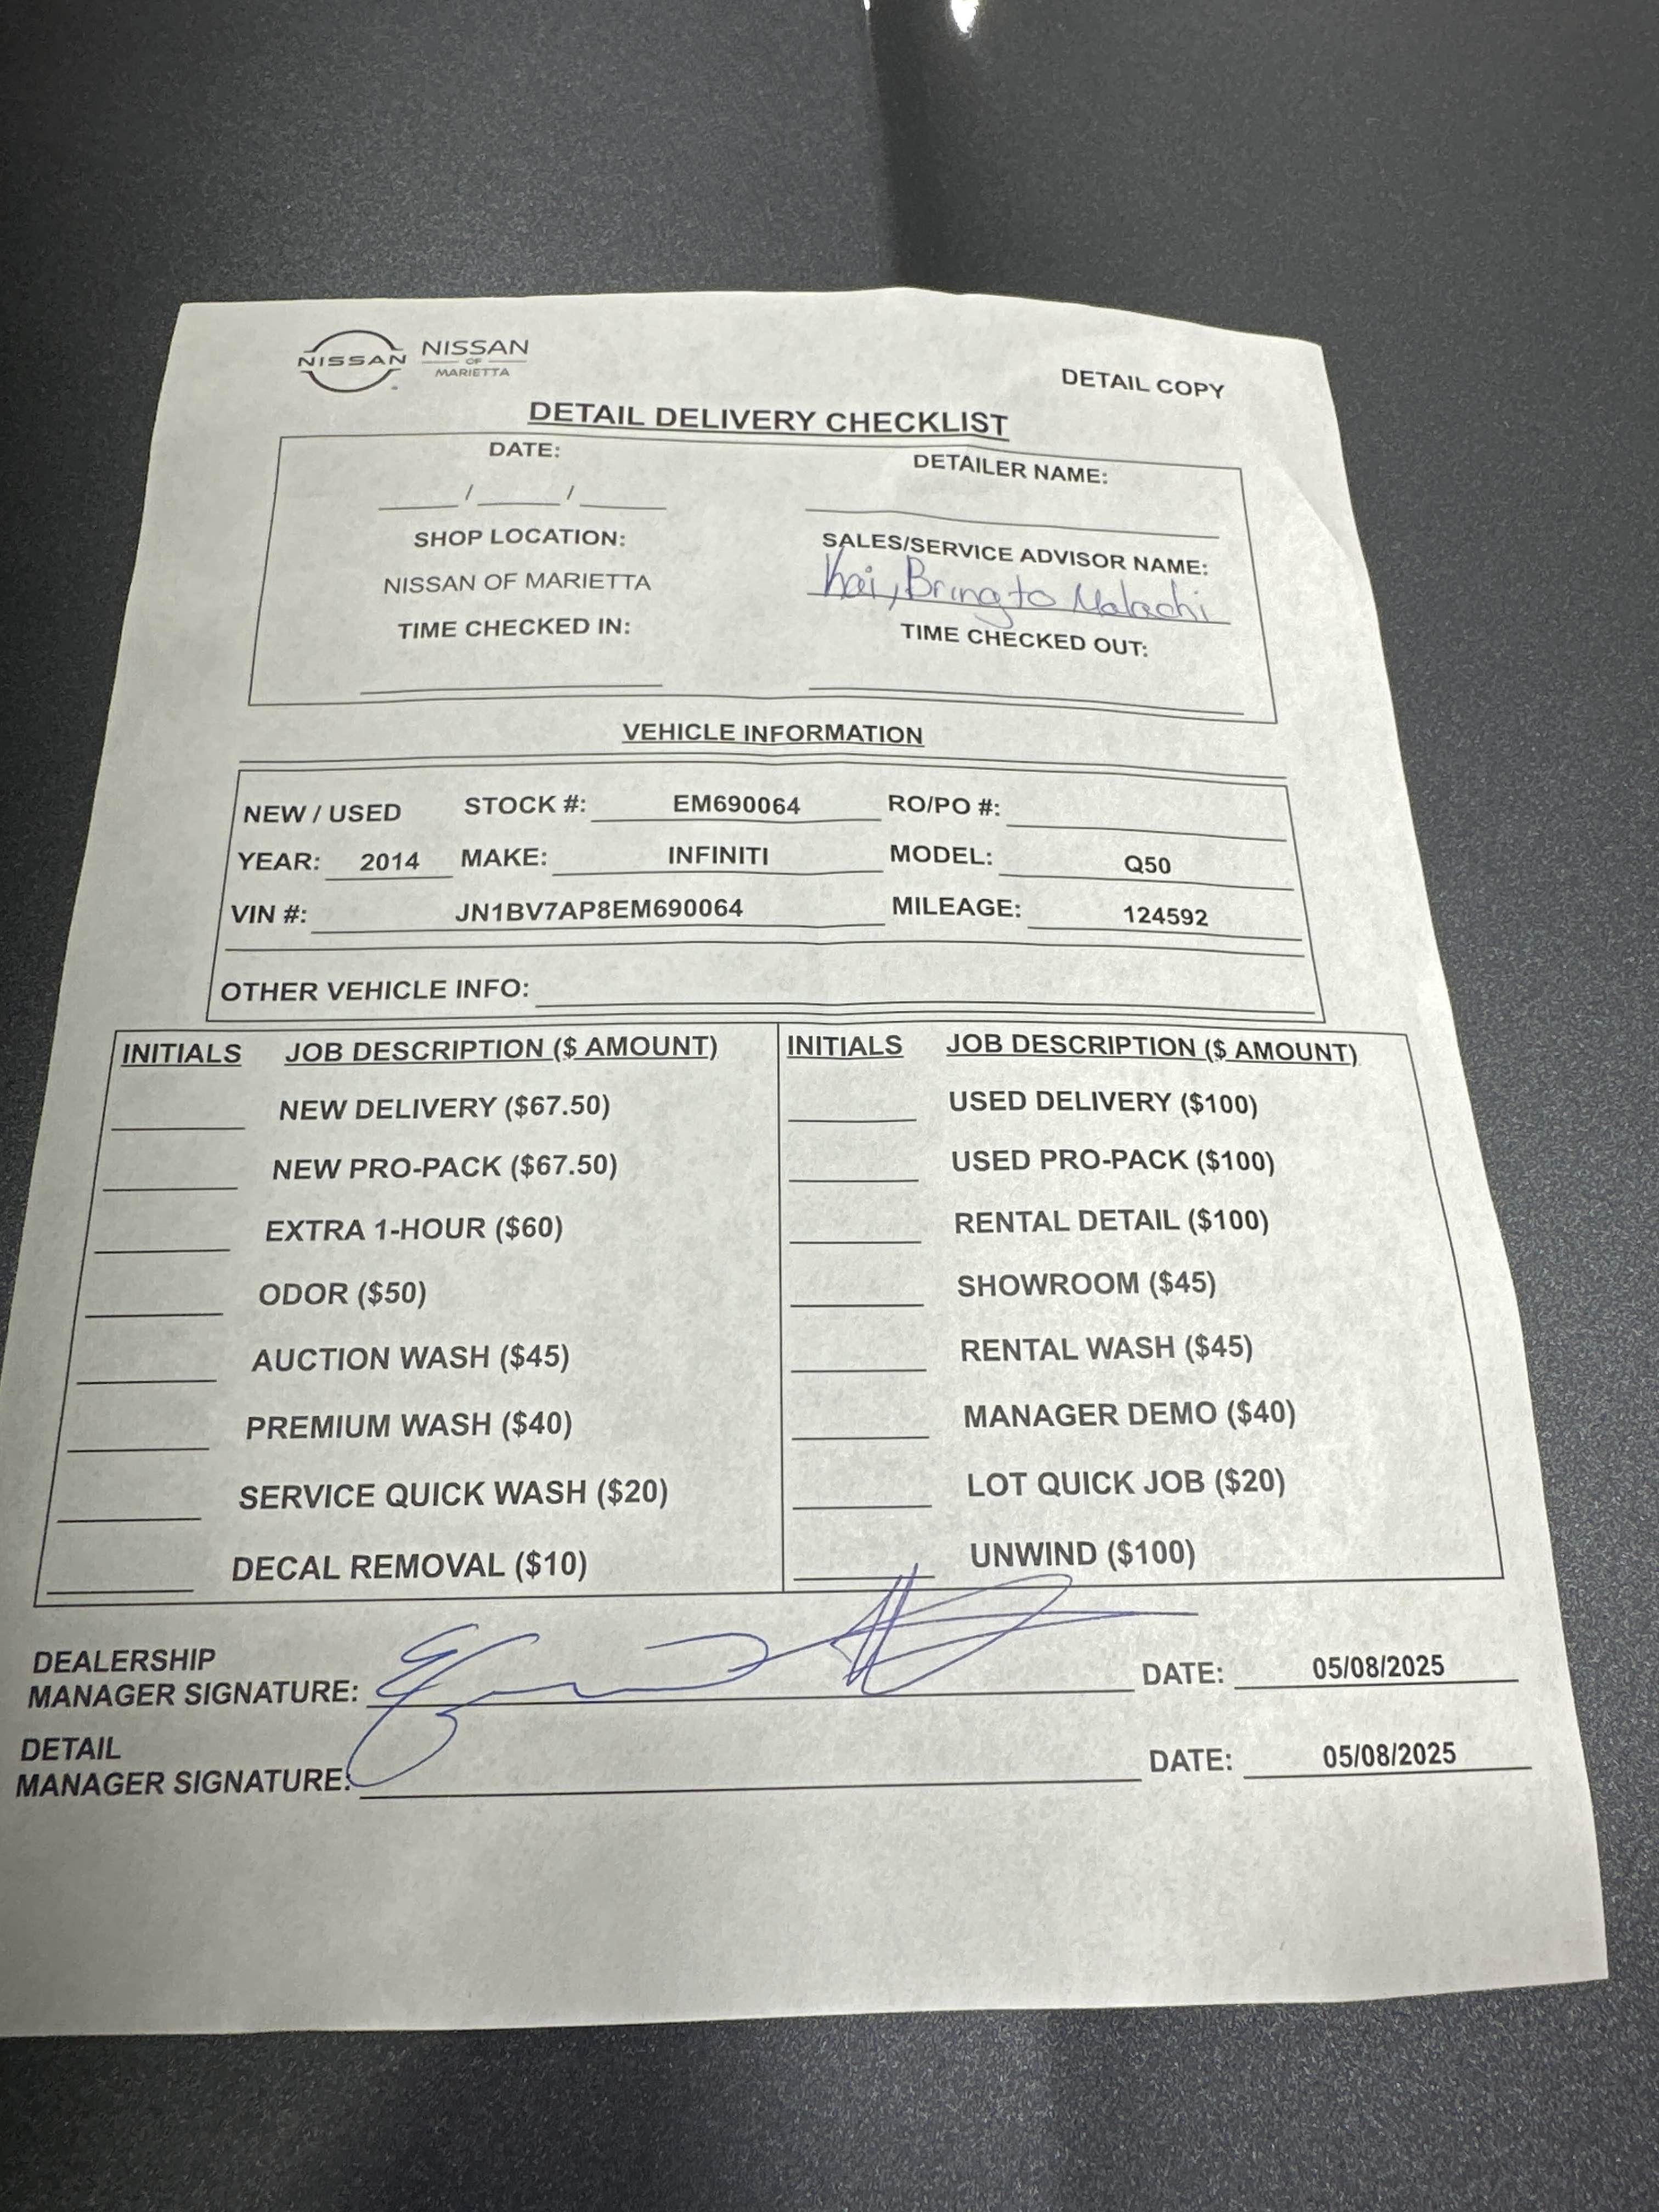 NISSAN NISSAN
OF
MARIETTA
DETAIL COPY
DETAIL DELIVERY CHECKLIST
DATE: DETAILER NAME:
/ /
SHOP LOCATION: SALES/SERVICE ADVISOR NAME:
NISSAN OF MARIETTA Kai, Bring to Malachi
TIME CHECKED IN: TIME CHECKED OUT:
VEHICLE INFORMATION
NEW / USED STOCK #: EM690064 RO/PO #:
YEAR: 2014 MAKE: INFINITI MODEL: Q50
VIN #: JN1BV7AP8EM690064 MILEAGE: 124592
OTHER VEHICLE INFO:
INITIALS JOB DESCRIPTION ($ AMOUNT) INITIALS JOB DESCRIPTION ($ AMOUNT)
NEW DELIVERY ($67.50) USED DELIVERY ($100)
NEW PRO-PACK ($67.50) USED PRO-PACK ($100)
EXTRA 1-HOUR ($60) RENTAL DETAIL ($100)
ODOR ($50) SHOWROOM ($45)
AUCTION WASH ($45) RENTAL WASH ($45)
PREMIUM WASH ($40) MANAGER DEMO ($40)
SERVICE QUICK WASH ($20) LOT QUICK JOB ($20)
DECAL REMOVAL ($10) UNWIND ($100)
DEALERSHIP
MANAGER SIGNATURE: DATE: 05/08/2025
DETAIL
MANAGER SIGNATURE: DATE: 05/08/2025